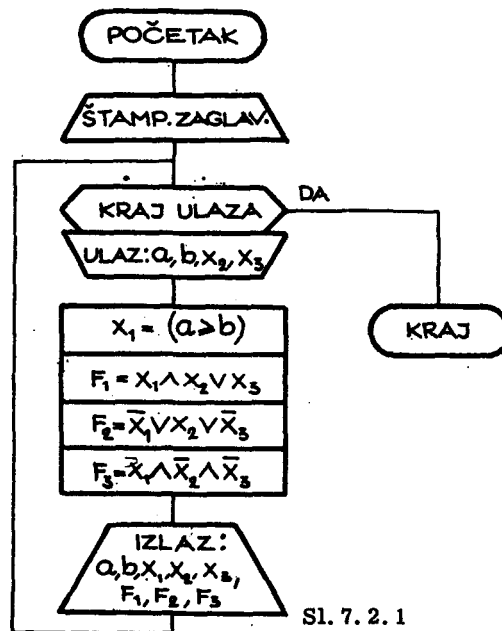 POČETAK
ŠTAMP. ZAGLAV.
KRAJ ULAZA
DA
ULAZ: a, b, x₂, x₃
KRAJ
x₁ = (a ≥ b)
F₁ = x₁ ∧ x₂ ∨ x₃
F₂ = x̄₁ ∨ x₂ ∨ x̄₃
F₃ = x̄₁ ∧ x̄₂ ∧ x̄₃
IZLAZ:
a, b, x₁, x₂, x₃,
F₁, F₂, F₃
Sl. 7.2.1